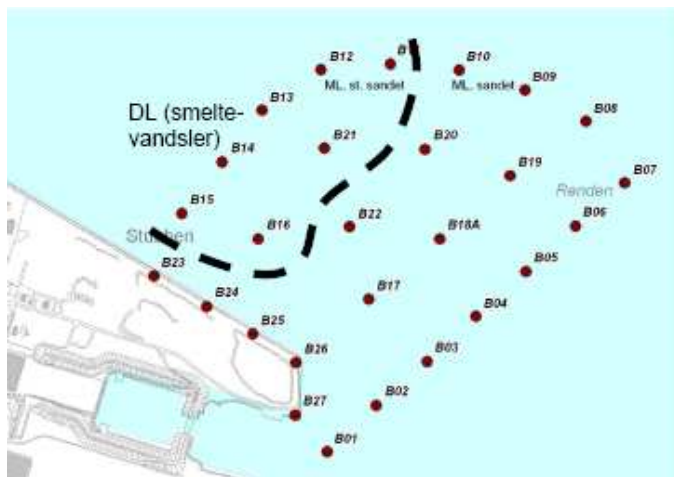 B12
B10
ML. st. sandet
ML. sandet
B09
B13
DL (smelte-
vandsler)
B08
B21
B20
B14
B19
B07
Renden
B15
B06
B22
B16
B18A
Stubben
B23
B05
B24
B17
B04
B25
B26
B03
B27
B02
B01